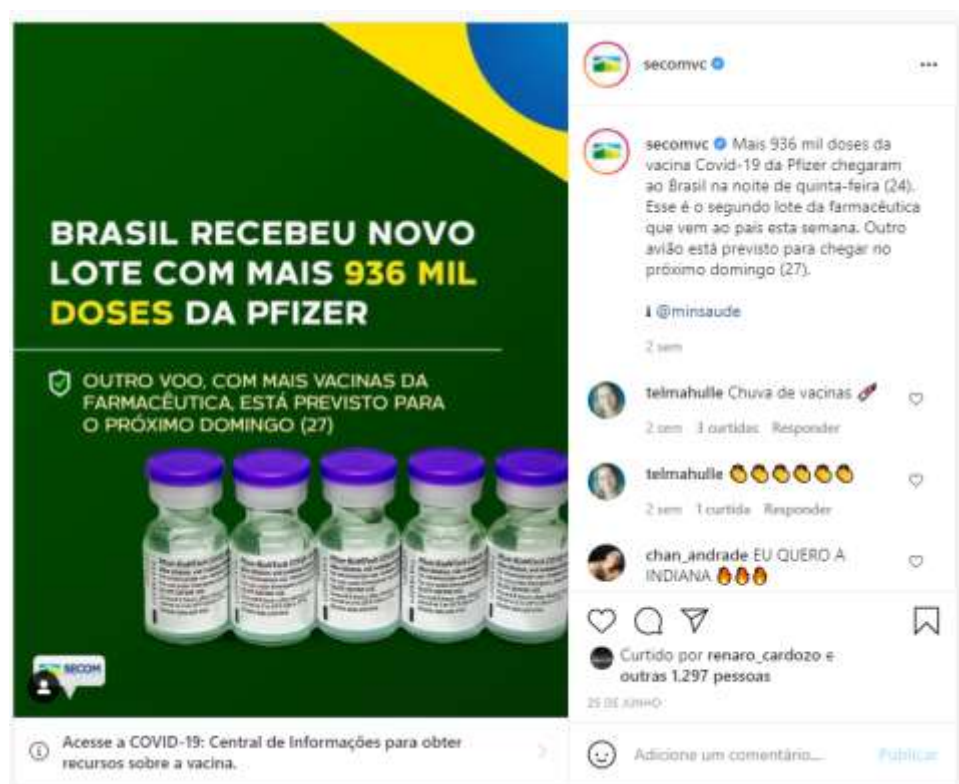 BRASIL RECEBEU NOVO
LOTE COM MAIS 936 MIL
DOSES DA PFIZER
OUTRO VOO, COM MAIS VACINAS DA
FARMACÊUTICA, ESTÁ PREVISTO PARA
O PRÓXIMO DOMINGO (27)
SECOM
Acesse a COVID-19: Central de Informações para obter
recursos sobre a vacina.
secomvc
secomvc Mais 936 mil doses da
vacina Covid-19 da Pfizer chegaram
ao Brasil na noite de quinta-feira (24).
Esse é o segundo lote da farmacêutica
que vem ao país esta semana. Outro
avião está previsto para chegar no
próximo domingo (27).
ℹ @minsaude
2 sem
telmahulle Chuva de vacinas 💉
2 sem 3 curtidas Responder
telmahulle 👏👏👏👏👏👏
2 sem 1 curtida Responder
chan_andrade EU QUERO A
INDIANA 🔥🔥🔥
Curtido por renaro_cardozo e
outras 1.297 pessoas
25 DE JUNHO
Adicione um comentário...
Publicar